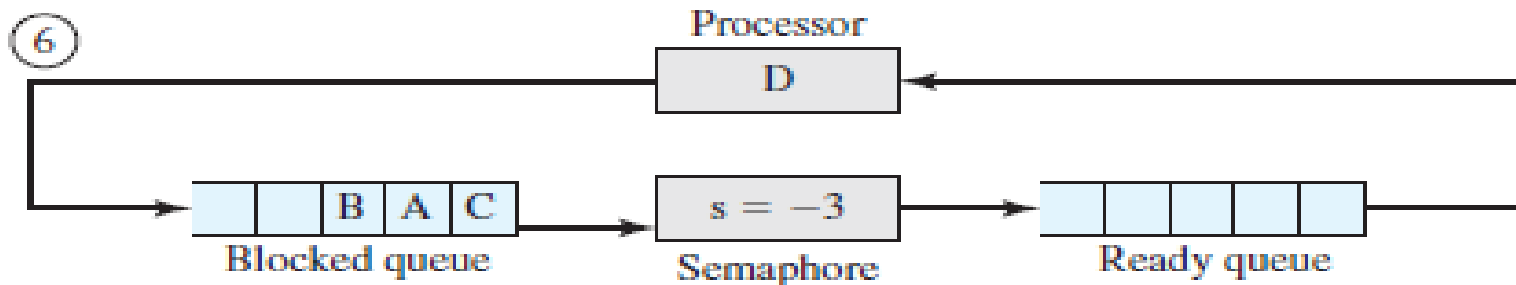 6
Processor
D
B A C
s = −3
Blocked queue
Semaphore
Ready queue